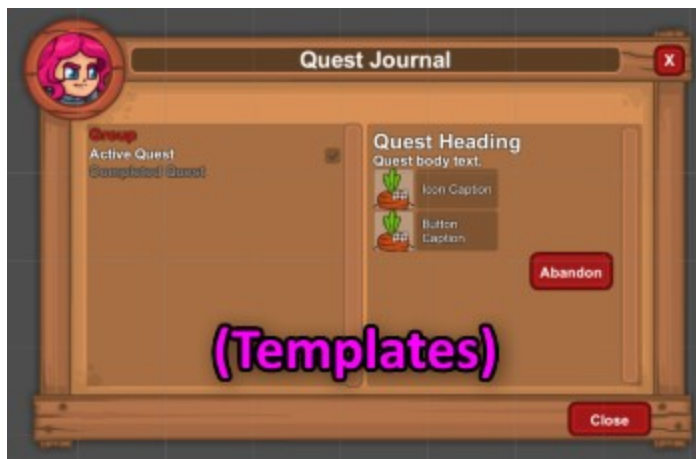 Quest Journal
X
Group
Active Quest
Completed Quest
Quest Heading
Quest body text.
Icon Caption
Button
Caption
Abandon
(Templates)
Close